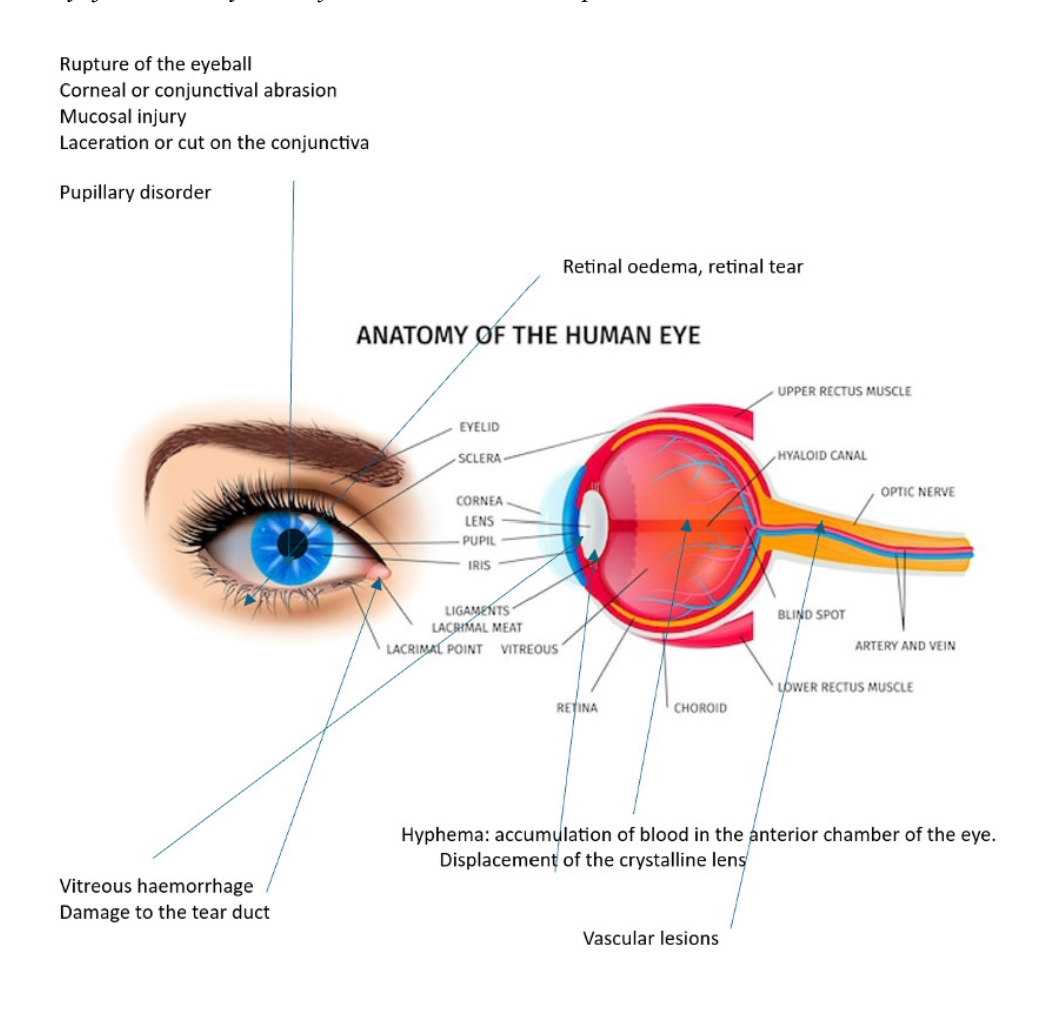 Rupture of the eyeball
Corneal or conjunctival abrasion
Mucosal injury
Laceration or cut on the conjunctiva
Pupillary disorder
Retinal oedema, retinal tear
ANATOMY OF THE HUMAN EYE
UPPER RECTUS MUSCLE
EYELID
SCLERA
HYALOID CANAL
OPTIC NERVE
CORNEA
LENS
PUPIL
IRIS
LIGAMENTS
BLIND SPOT
LACRIMAL MEAT
LACRIMAL POINT
VITREOUS
ARTERY AND VEIN
LOWER RECTUS MUSCLE
RETINA
CHOROID
Hyphema: accumulation of blood in the anterior chamber of the eye.
Displacement of the crystalline lens
Vitreous haemorrhage
Damage to the tear duct
Vascular lesions